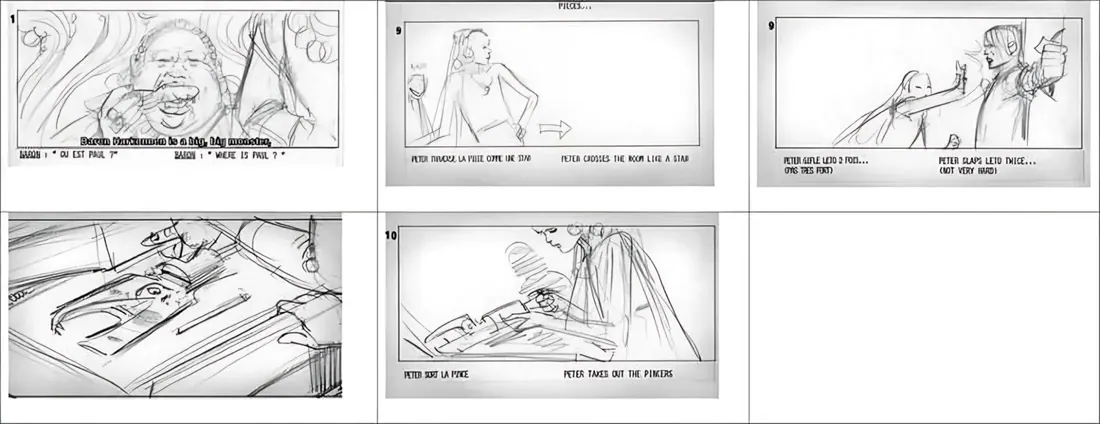 1
Baron Harkonnen is a big, big monster,
BARON : " OU EST PAUL ?"
BARON : " WHERE IS PAUL ? "
PIECES...
9
PETER TRAVERSE LA PIECE COMME UNE STAR
PETER CROSSES THE ROOM LIKE A STAR
9
PETER GIFLE LETO 2 FOIS...
(PAS TRES FORT)
PETER SLAPS LETO TWICE...
(NOT VERY HARD)
10
PETER SORT LA PINCE
PETER TAKES OUT THE PINCERS